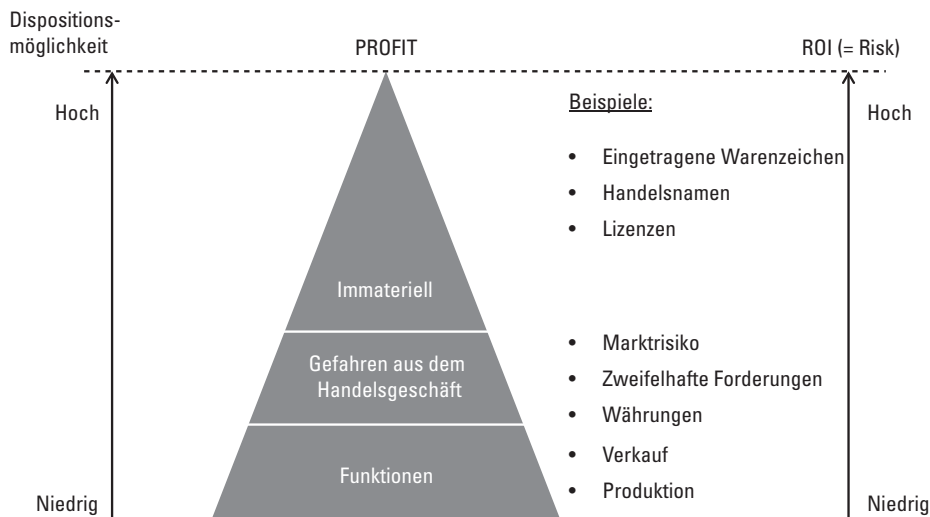 Dispositions-
möglichkeit
PROFIT
ROI (= Risk)
Hoch
Beispiele:
Hoch
• Eingetragene Warenzeichen
• Handelsnamen
• Lizenzen
Immateriell
• Marktrisiko
Gefahren aus dem
Handelsgeschäft
• Zweifelhafte Forderungen
• Währungen
• Verkauf
Funktionen
• Produktion
Niedrig
Niedrig